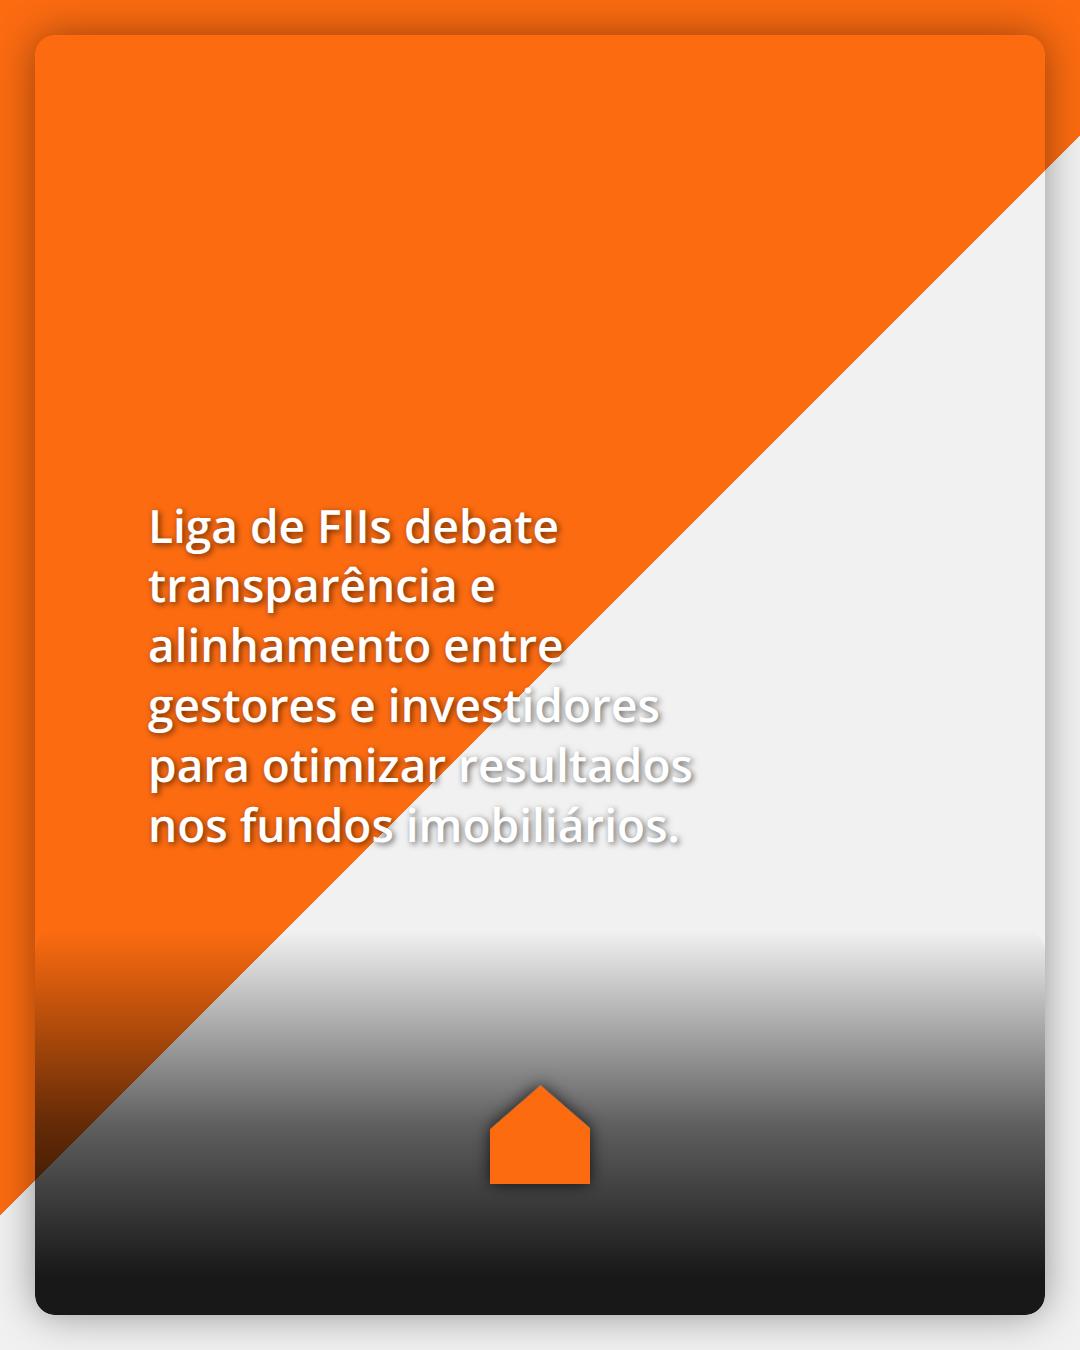 Liga de FIIs debate
transparência e
alinhamento entre
gestores e investidores
para otimizar resultados
nos fundos imobiliários.